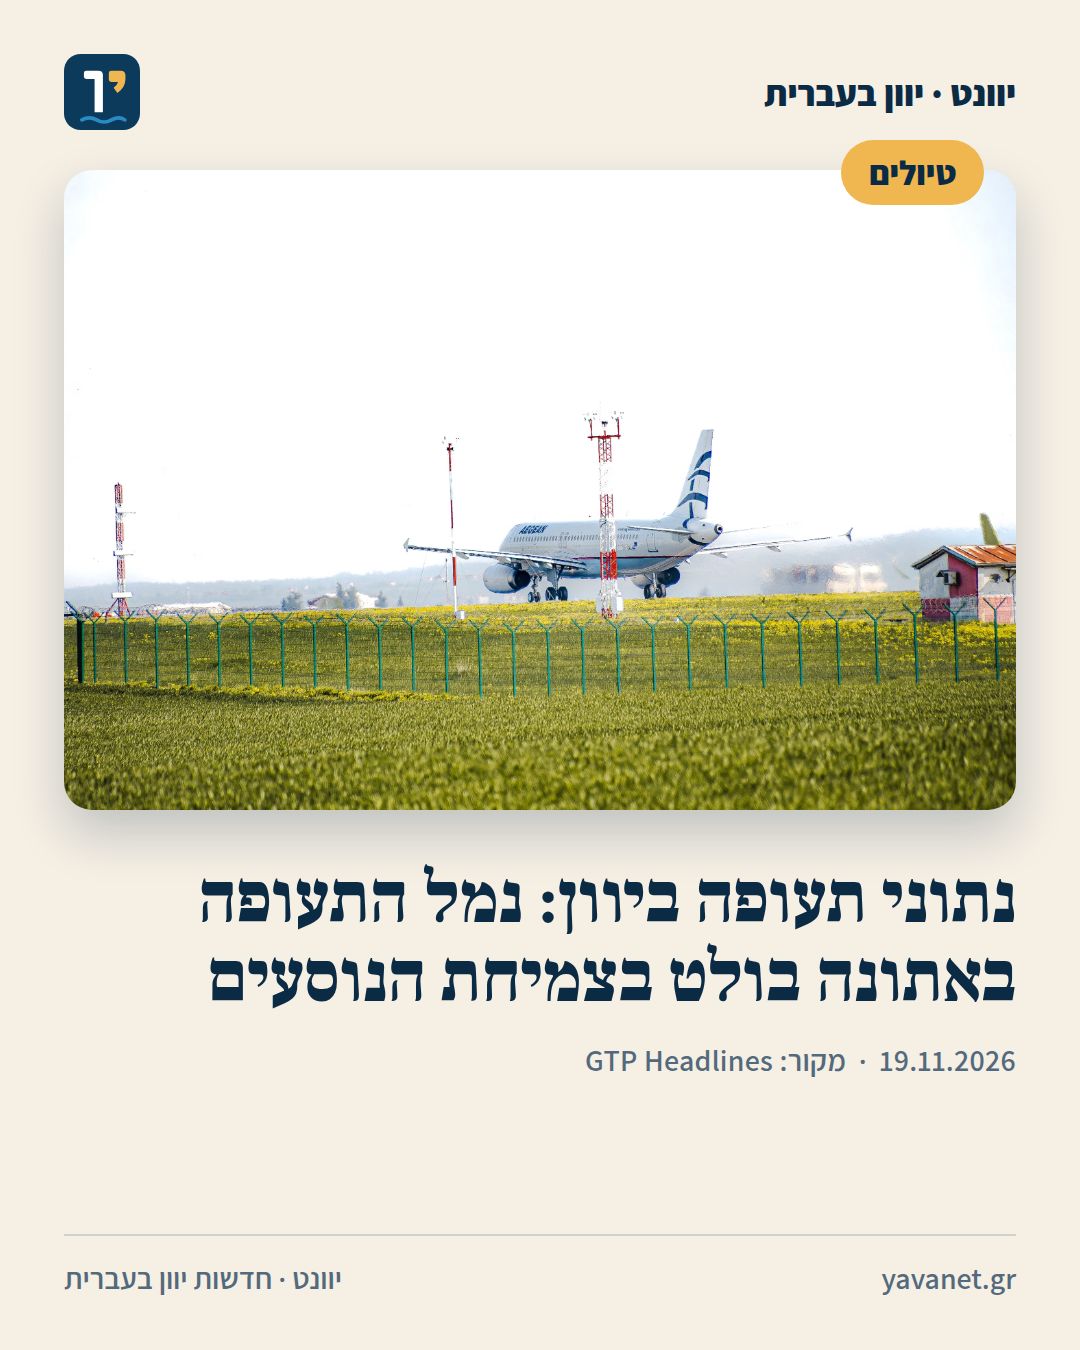 יוונט · יוון בעברית
יו
טיולים
AEGEAN
נתוני תעופה ביוון: נמל התעופה
באתונה בולט בצמיחת הנוסעים
19.11.2026 · מקור: GTP Headlines
yavanet.gr
יוונט · חדשות יוון בעברית